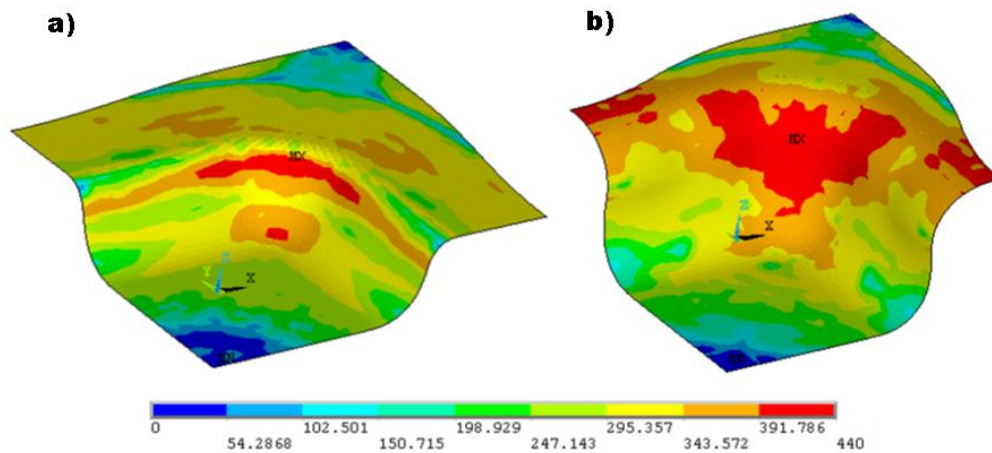 a)
b)
MX
MX
Z
Y
X
Z
X
MN
0
54.2868
102.501
150.715
198.929
247.143
295.357
343.572
391.786
440